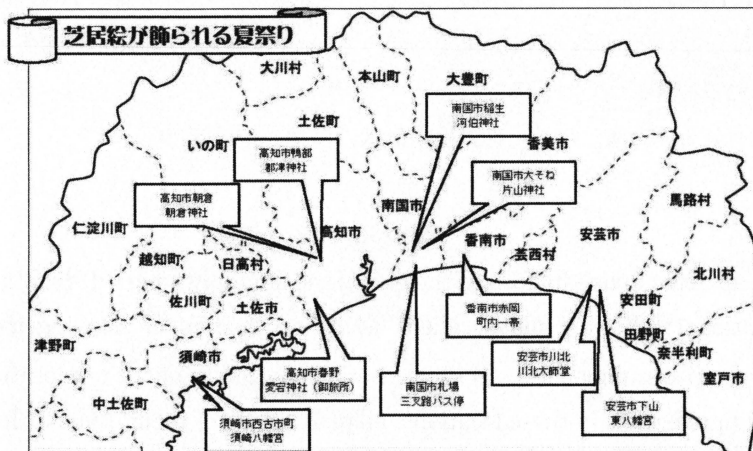 芝居絵が飾られる夏祭り
大川村
本山町
大豊町
土佐町
いの町
南国市稲生
河伯神社
高知市鴨部
郡津神社
香美市
南国市大そね
片山神社
高知市朝倉
朝倉神社
馬路村
仁淀川町
高知市
南国市
香南市
安芸市
芸西村
越知町
日高村
北川村
佐川町
土佐市
香南市赤岡
町内一帯
安田町
田野町
津野町
須崎市
奈半利町
高知市春野
愛宕神社(御旅所)
南国市札場
三叉路バス停
安芸市川北
川北大師堂
室戸市
中土佐町
須崎市西古市町
須崎八幡宮
安芸市下山
東八幡宮